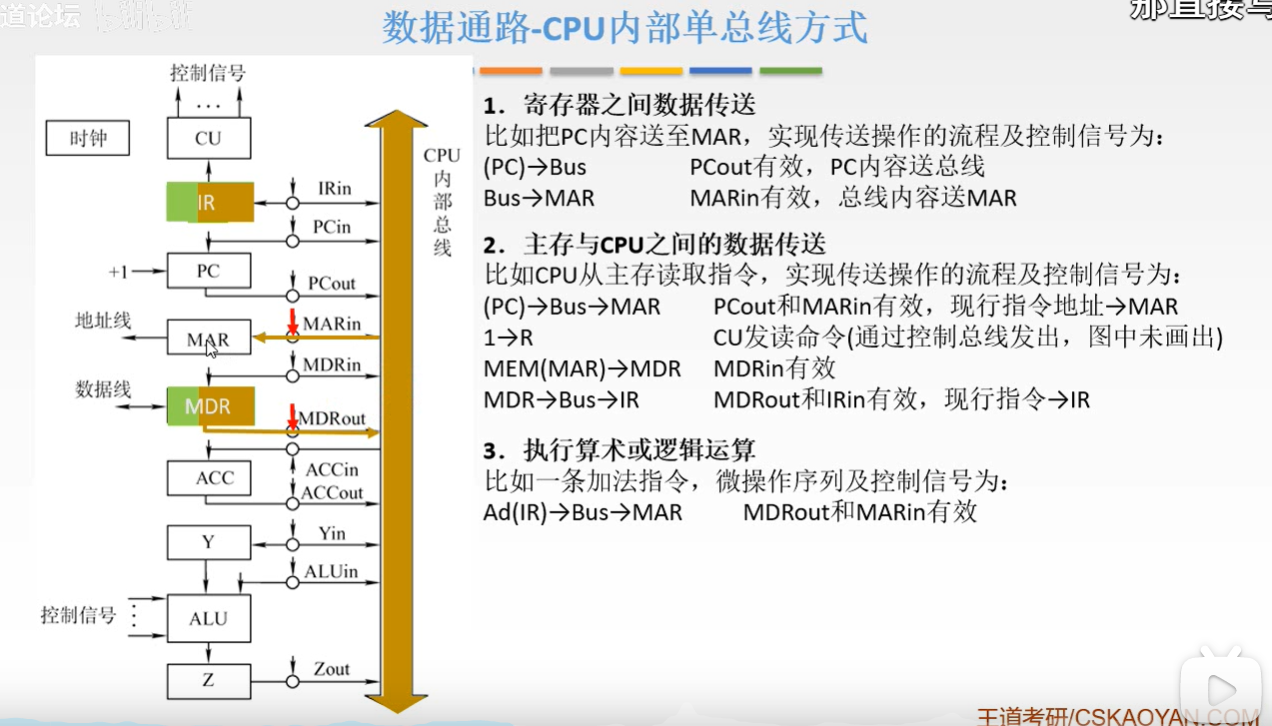 道论坛
那直接写
数据通路-CPU内部单总线方式
控制信号
...
时钟
CU
CPU内部总线
IR
IRin
PCin
+1
PC
PCout
地址线
MARin
MAR
MDRin
数据线
MDR
MDRout
ACC
ACCin
ACCout
Y
Yin
ALUin
控制信号
ALU
Z
Zout
1. 寄存器之间数据传送
比如把PC内容送至MAR，实现传送操作的流程及控制信号为：
(PC)→Bus PCout有效，PC内容送总线
Bus→MAR MARin有效，总线内容送MAR
2. 主存与CPU之间的数据传送
比如CPU从主存读取指令，实现传送操作的流程及控制信号为：
(PC)→Bus→MAR PCout和MARin有效，现行指令地址→MAR
1→R CU发读命令(通过控制总线发出，图中未画出)
MEM(MAR)→MDR MDRin有效
MDR→Bus→IR MDRout和IRin有效，现行指令→IR
3. 执行算术或逻辑运算
比如一条加法指令，微操作序列及控制信号为：
Ad(IR)→Bus→MAR MDRout和MARin有效
王道考研/CSKAOYAN.COM